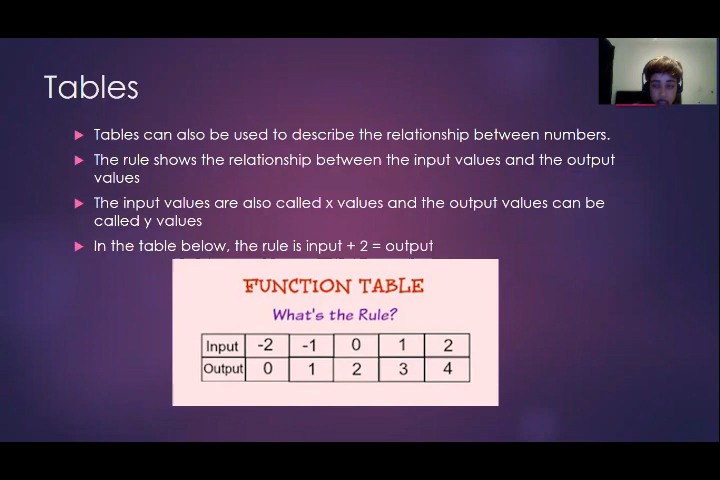 Tables
Tables can also be used to describe the relationship between numbers.
The rule shows the relationship between the input values and the output
values
The input values are also called x values and the output values can be
called y values
In the table below, the rule is input + 2 = output
FUNCTION TABLE
What's the Rule?
Input -2 -1 0 1 2
Output 0 1 2 3 4